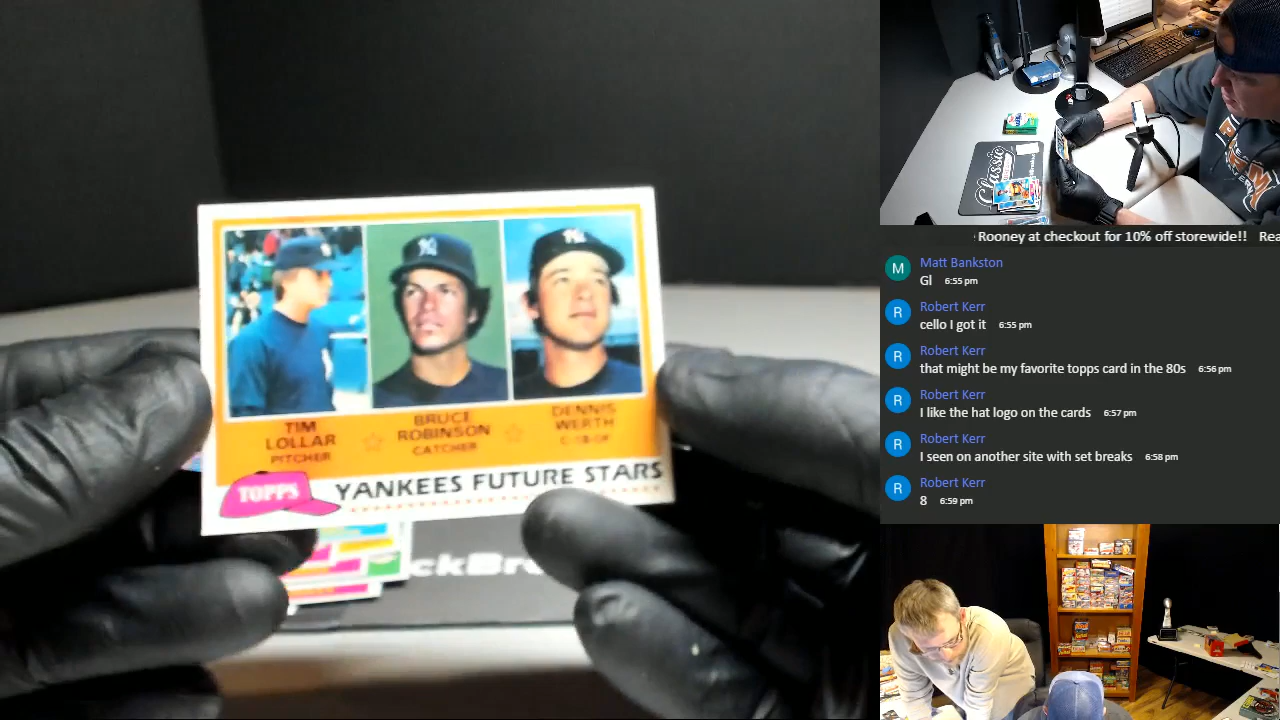 TIM
LOLLAR
PITCHER
BRUCE
ROBINSON
CATCHER
DENNIS
WERTH
C-1B-OF
TOPPS
YANKEES FUTURE STARS
Classic
Rooney at checkout for 10% off storewide!! Rea
M
Matt Bankston
Gl 6:55 pm
R
Robert Kerr
cello I got it 6:55 pm
R
Robert Kerr
that might be my favorite topps card in the 80s 6:56 pm
R
Robert Kerr
I like the hat logo on the cards 6:57 pm
R
Robert Kerr
I seen on another site with set breaks 6:58 pm
R
Robert Kerr
8 6:59 pm